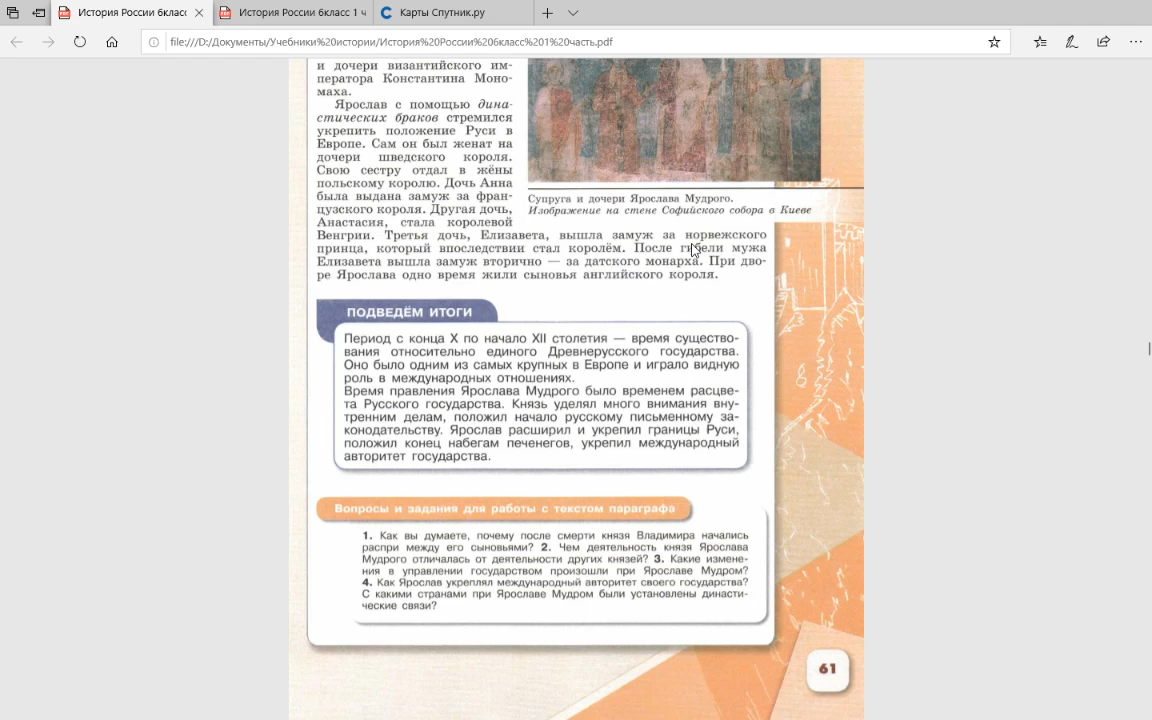 История России 6класс
История России 6класс 1 ч
Карты Спутник.ру
file:///D:/Документы/Учебники%20истории/История%20России%206класс%201%20часть.pdf
и дочери византийского им-
ператора Константина Моно-
маха.
Ярослав с помощью дина-
стических браков стремился
укрепить положение Руси в
Европе. Сам он был женат на
дочери шведского короля.
Свою сестру отдал в жёны
польскому королю. Дочь Анна
была выдана замуж за фран-
цузского короля. Другая дочь,
Анастасия, стала королевой
Венгрии. Третья дочь, Елизавета, вышла замуж за норвежского
принца, который впоследствии стал королём. После гибели мужа
Елизавета вышла замуж вторично — за датского монарха. При дво-
ре Ярослава одно время жили сыновья английского короля.
Супруга и дочери Ярослава Мудрого.
Изображение на стене Софийского собора в Киеве
ПОДВЕДЁМ ИТОГИ
Период с конца X по начало XII столетия — время существо-
вания относительно единого Древнерусского государства.
Оно было одним из самых крупных в Европе и играло видную
роль в международных отношениях.
Время правления Ярослава Мудрого было временем расцве-
та Русского государства. Князь уделял много внимания вну-
тренним делам, положил начало русскому письменному за-
конодательству. Ярослав расширил и укрепил границы Руси,
положил конец набегам печенегов, укрепил международный
авторитет государства.
Вопросы и задания для работы с текстом параграфа
1. Как вы думаете, почему после смерти князя Владимира начались
распри между его сыновьями? 2. Чем деятельность князя Ярослава
Мудрого отличалась от деятельности других князей? 3. Какие измене-
ния в управлении государством произошли при Ярославе Мудром?
4. Как Ярослав укреплял международный авторитет своего государства?
С какими странами при Ярославе Мудром были установлены династи-
ческие связи?
61